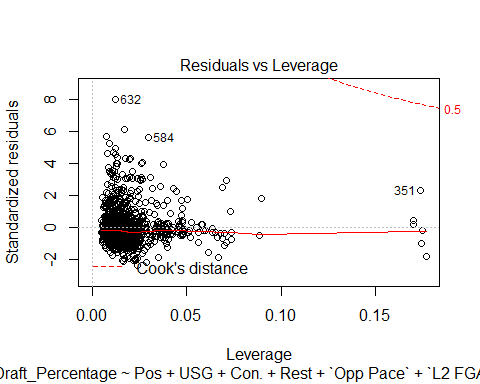 Residuals vs Leverage
Standardized residuals
8
6
4
2
0
-2
632
584
351
0.5
Cook's distance
0.00
0.05
0.10
0.15
Leverage
Draft_Percentage ~ Pos + USG + Con. + Rest + `Opp Pace` + `L2 FGA